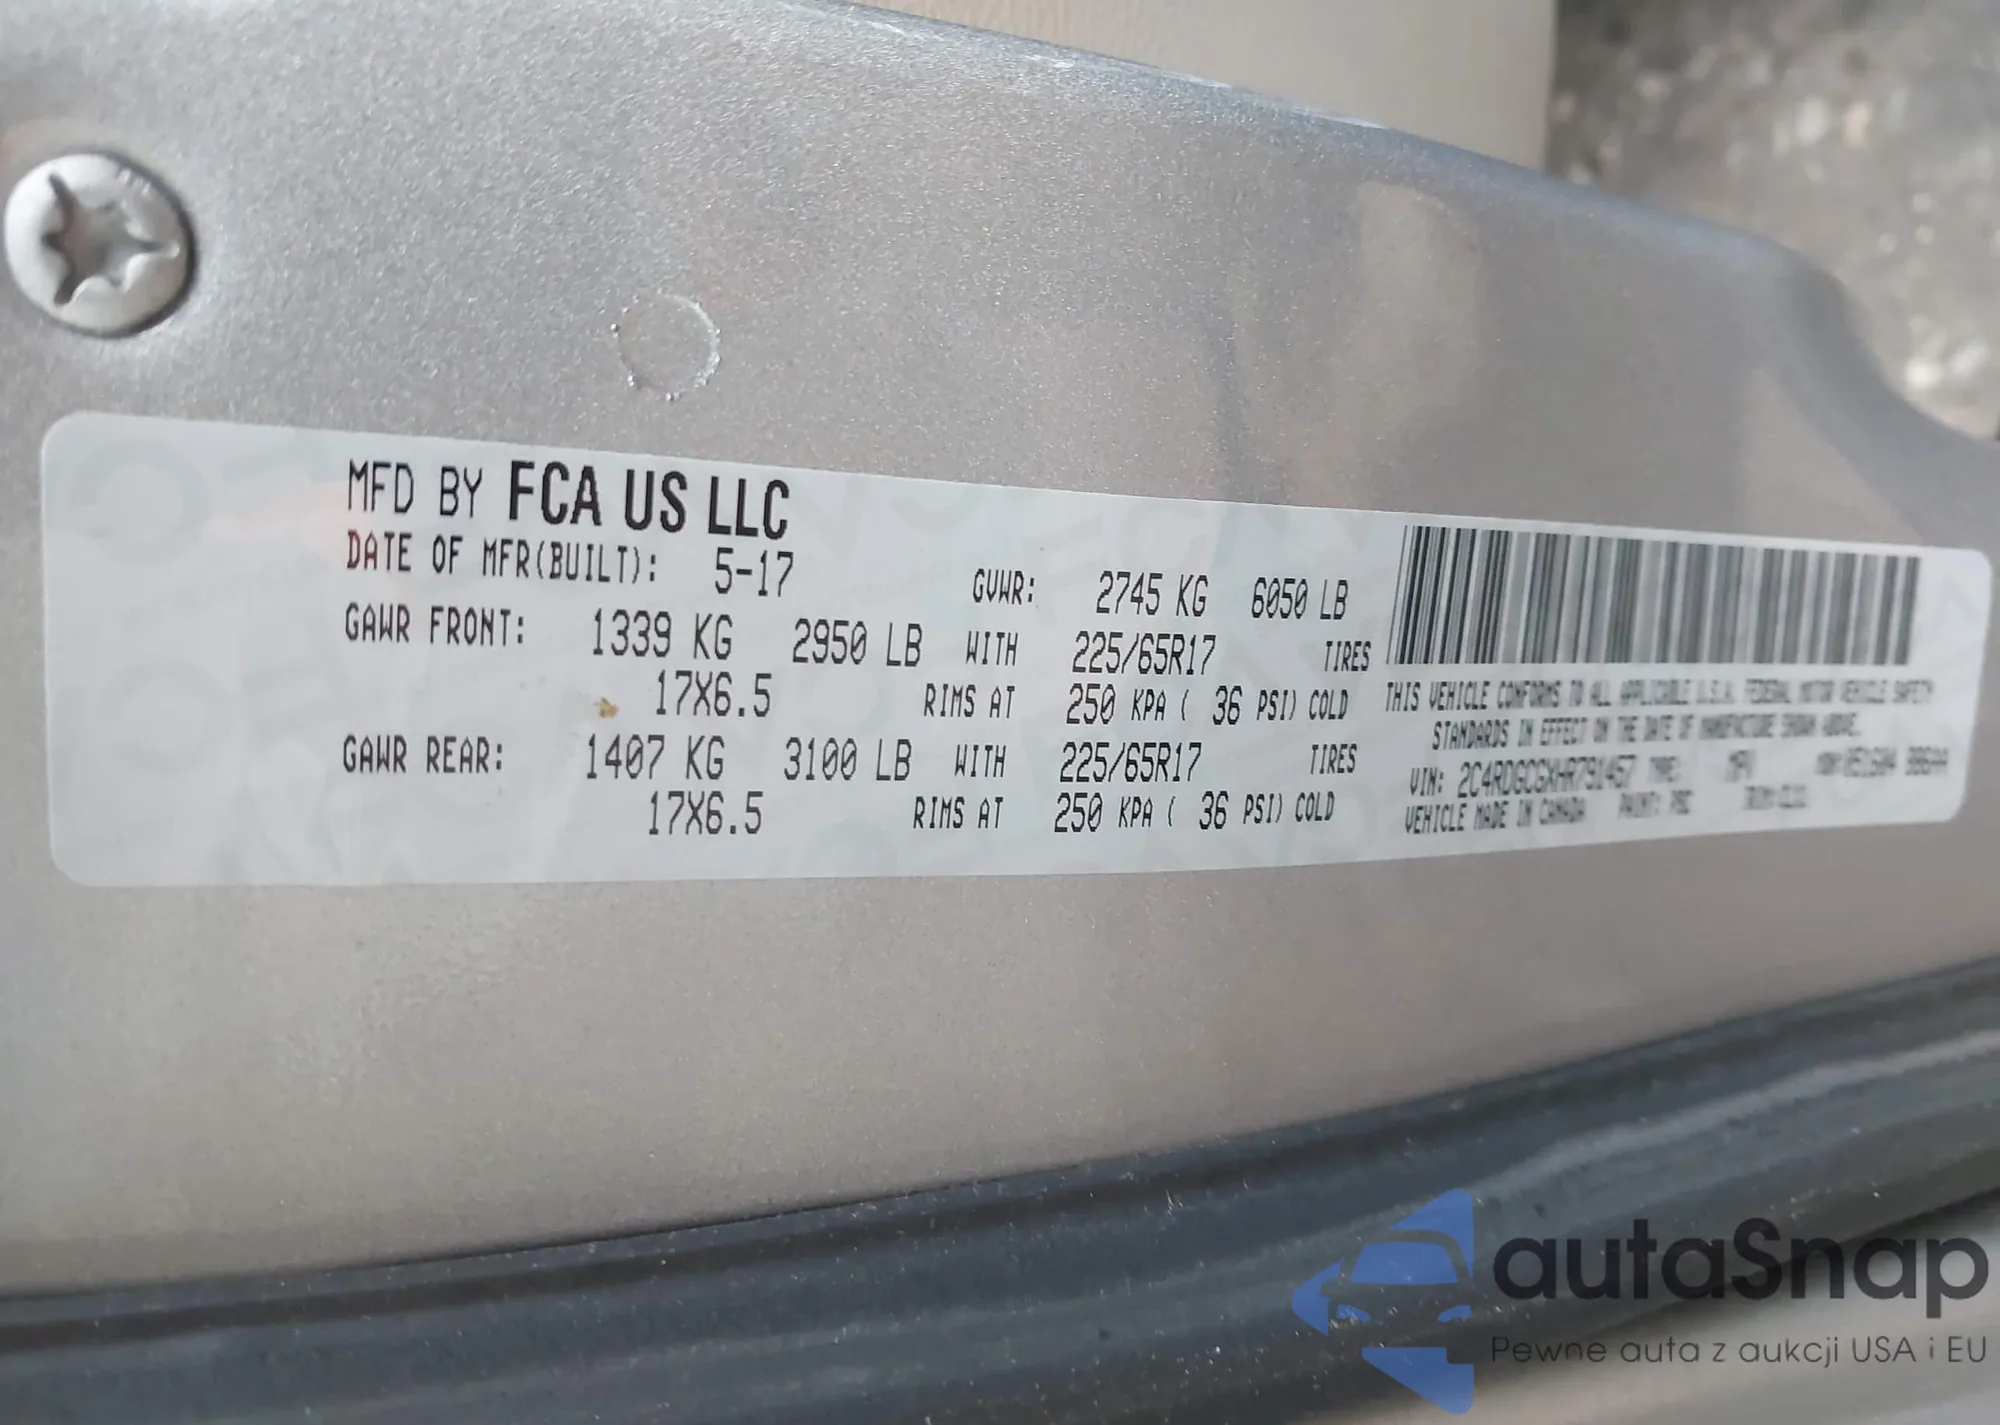 MFD BY FCA US LLC
DATE OF MFR(BUILT): 5-17 GVWR: 2745 KG 6050 LB
GAWR FRONT: 1339 KG 2950 LB WITH 225/65R17 TIRES
17X6.5 RIMS AT 250 KPA ( 36 PSI) COLD
GAWR REAR: 1407 KG 3100 LB WITH 225/65R17 TIRES
17X6.5 RIMS AT 250 KPA ( 36 PSI) COLD
THIS VEHICLE CONFORMS TO ALL APPLICABLE U.S.A. FEDERAL MOTOR VEHICLE SAFETY
STANDARDS IN EFFECT ON THE DATE OF MANUFACTURE SHOWN ABOVE.
VIN: 2C4RDGCGXHR791457 TYPE: MPV
VEHICLE MADE IN CANADA PAINT:
autaSnap
Pewne auta z aukcji USA i EU